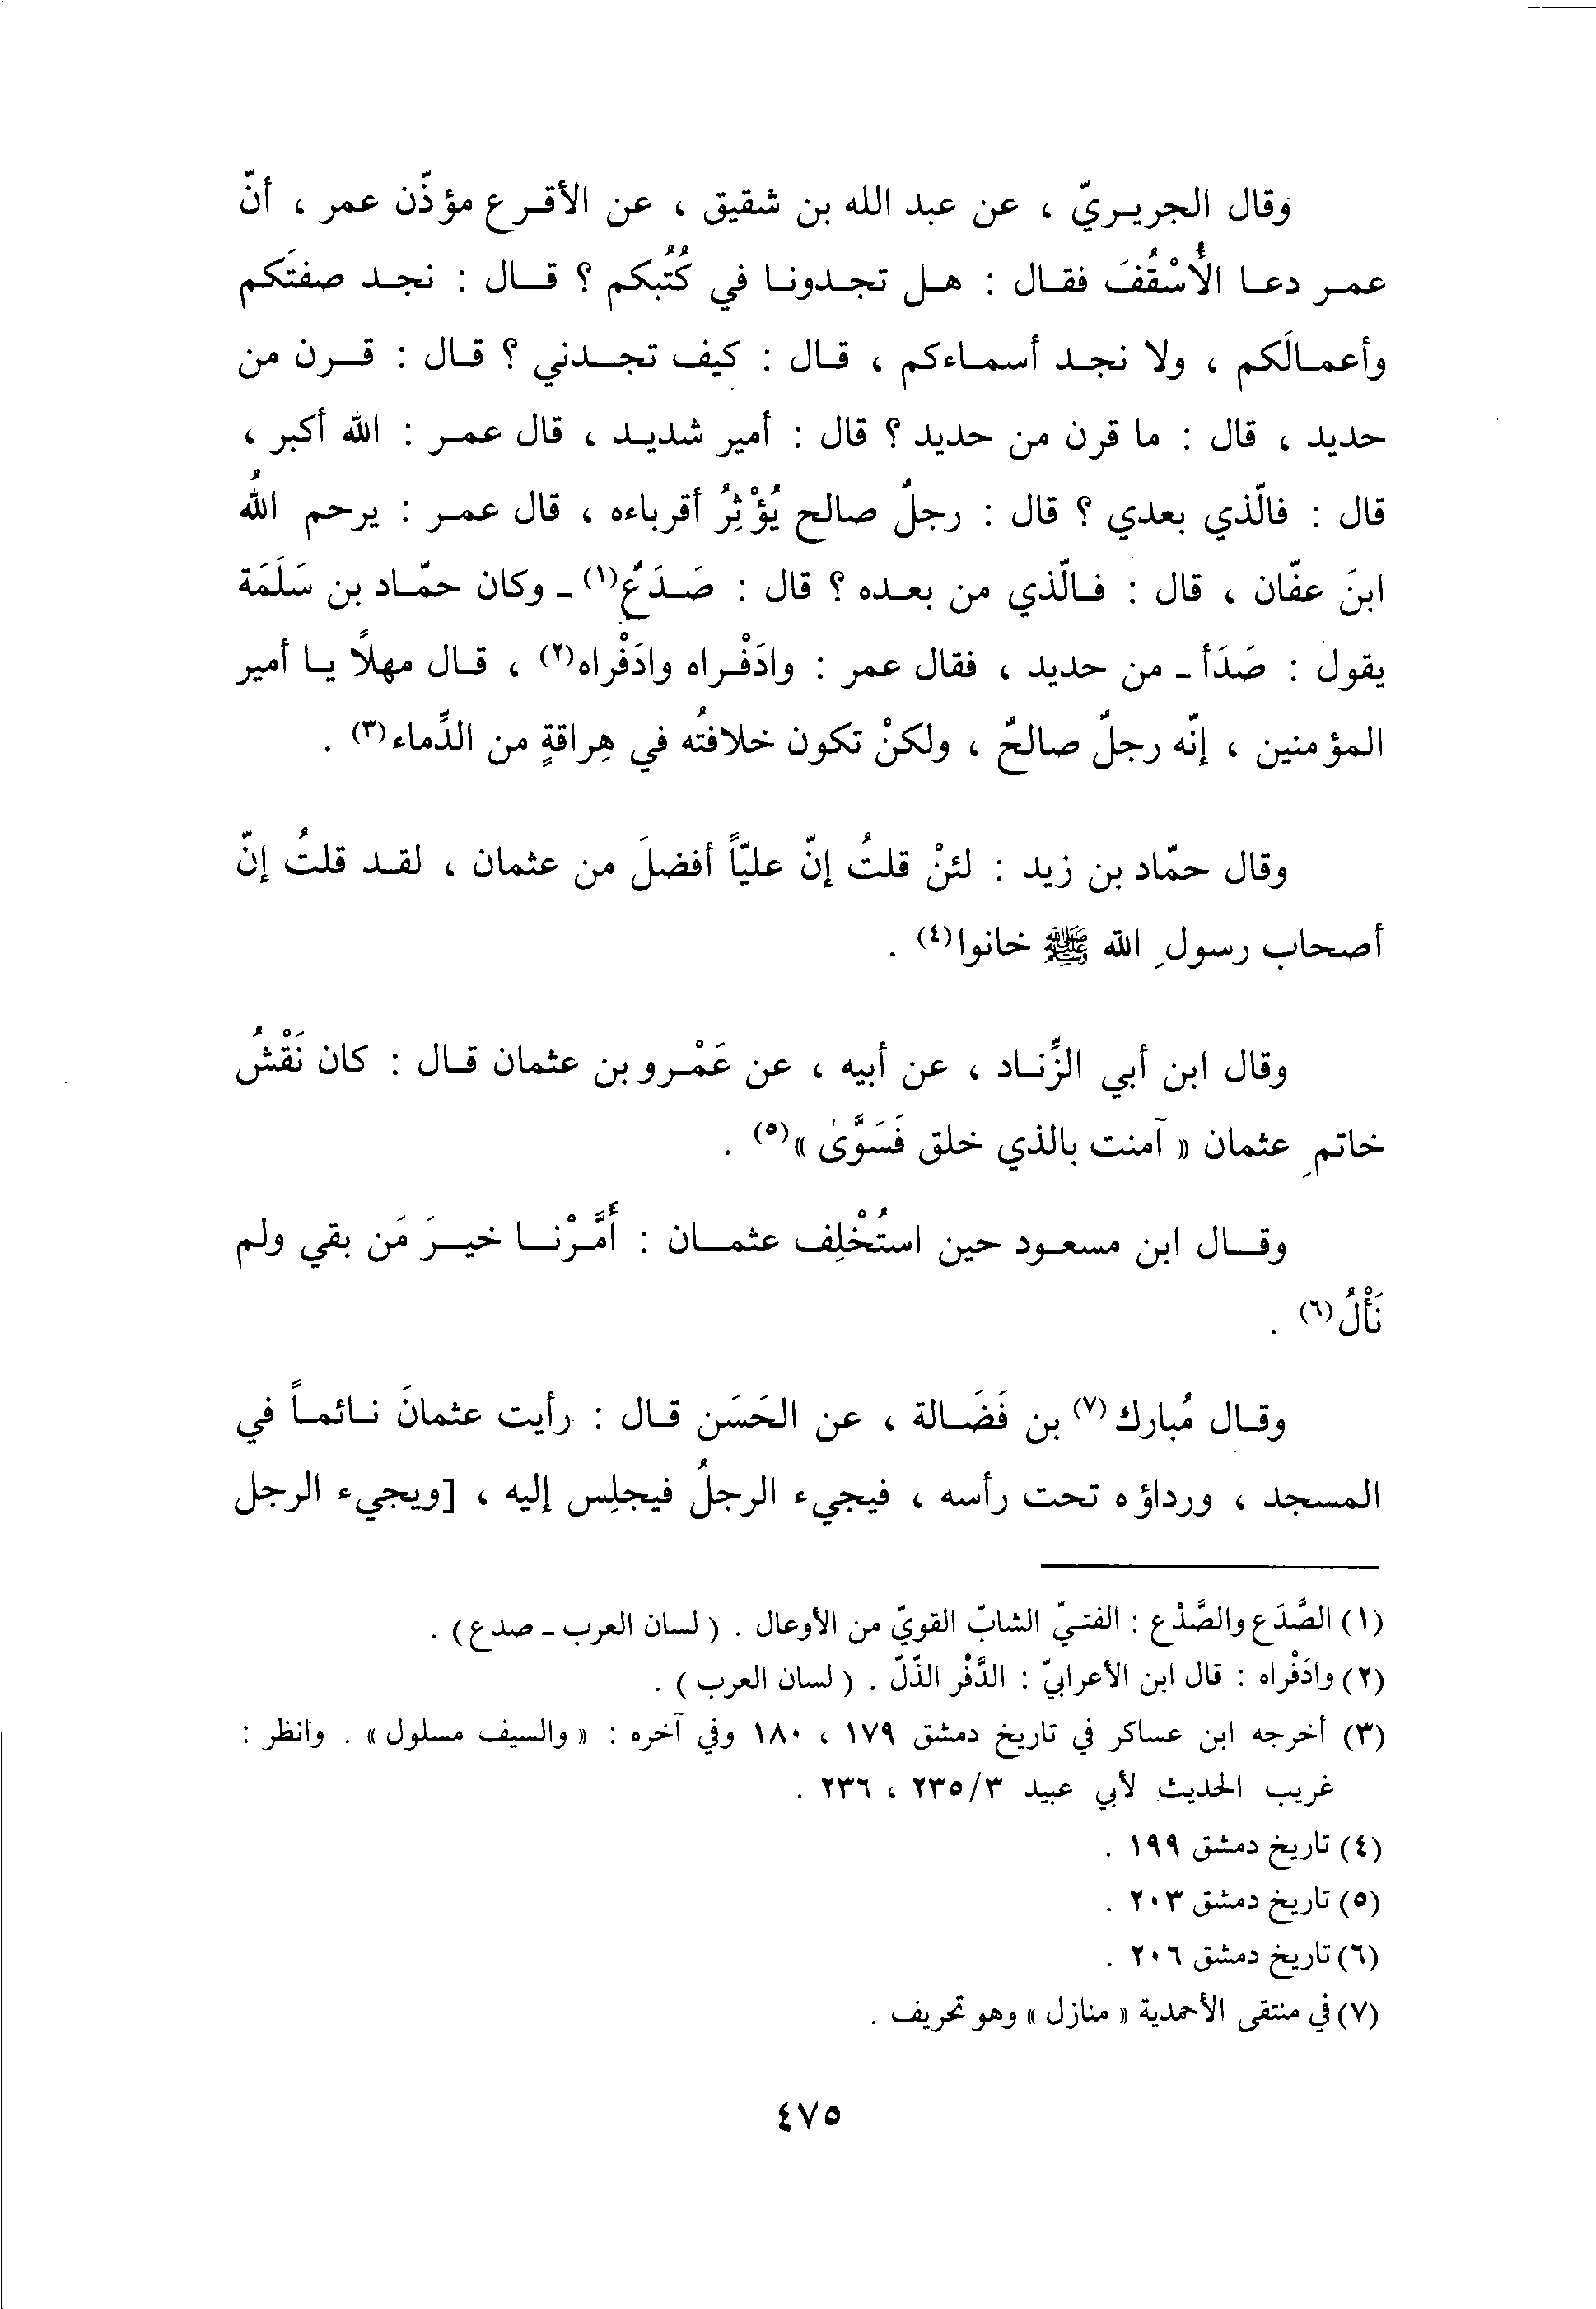 وقال الجريريّ ، عن عبد الله بن شقيق ، عن الأقرع مؤذّن عمر ، أنّ
عمر دعا الأُسْقُفَ فقال : هل تجدونا في كُتُبكم ؟ قال : نجد صفتَكم
وأعمالَكم ، ولا نجد أسماءكم ، قال : كيف تجدني ؟ قال : قرن من
حديد ، قال : ما قرن من حديد ؟ قال : أمير شديد ، قال عمر : الله أكبر ،
قال : فالّذي بعدي ؟ قال : رجلٌ صالح يُؤْثِرُ أقرباءه ، قال عمر : يرحم اللهُ
ابنَ عفّان ، قال : فالّذي من بعده ؟ قال : صَدَعٌ(١) ـ وكان حمّاد بن سَلَمَة
يقول : صَدَأ ـ من حديد ، فقال عمر : وادَفْراه وادَفْراه(٢) ، قال مهلاً يا أمير
المؤمنين ، إنّه رجلٌ صالحٌ ، ولكنْ تكون خلافتُه في هِراقةٍ من الدِّماء(٣) .
وقال حمّاد بن زيد : لئنْ قلتُ إنّ عليّاً أفضلَ من عثمان ، لقد قلتُ إنّ
أصحاب رسولِ الله ﷺ خانوا(٤) .
وقال ابن أبي الزِّناد ، عن أبيه ، عن عَمْرو بن عثمان قال : كان نَقْشُ
خاتمِ عثمان « آمنت بالذي خلق فَسَوَّىٰ »(٥) .
وقال ابن مسعود حين استُخْلِف عثمان : أَمَّرْنا خيرَ مَن بقي ولم
نَأْلُ(٦) .
وقال مُبارك(٧) بن فَضَالة ، عن الحَسَن قال : رأيت عثمانَ نائماً في
المسجد ، ورداؤه تحت رأسه ، فيجيء الرجلُ فيجلِس إليه ، [ويجيء الرجل
(١) الصَّدَع والصَّدْع : الفتيّ الشابّ القويّ من الأوعال . ( لسان العرب ـ صدع ) .
(٢) وادَفْراه : قال ابن الأعرابيّ : الدَّفْر الذّلّ . ( لسان العرب ) .
(٣) أخرجه ابن عساكر في تاريخ دمشق ١٧٩ ، ١٨٠ وفي آخره : « والسيف مسلول » . وانظر :
غريب الحديث لأبي عبيد ٢٣٥/٣ ، ٢٣٦ .
(٤) تاريخ دمشق ١٩٩ .
(٥) تاريخ دمشق ٢٠٣ .
(٦) تاريخ دمشق ٢٠٦ .
(٧) في منتقى الأحمدية « منازل » وهو تحريف .
٤٧٥